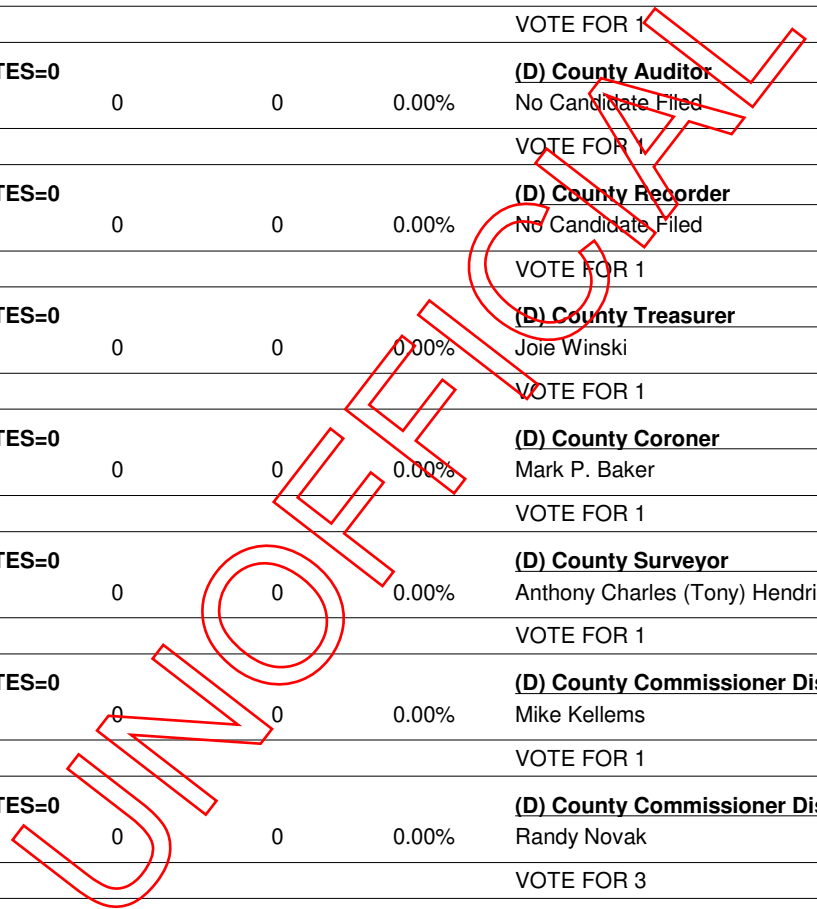 VOTE FOR 1
TES=0 (D) County Auditor
0 0 0.00% No Candidate Filed
VOTE FOR 1
TES=0 (D) County Recorder
0 0 0.00% No Candidate Filed
VOTE FOR 1
TES=0 (D) County Treasurer
0 0 0.00% Joie Winski
VOTE FOR 1
TES=0 (D) County Coroner
0 0 0.00% Mark P. Baker
VOTE FOR 1
TES=0 (D) County Surveyor
0 0 0.00% Anthony Charles (Tony) Hendri
VOTE FOR 1
TES=0 (D) County Commissioner Dis
0 0 0.00% Mike Kellems
VOTE FOR 1
TES=0 (D) County Commissioner Dis
0 0 0.00% Randy Novak
VOTE FOR 3
UNOFFICIAL